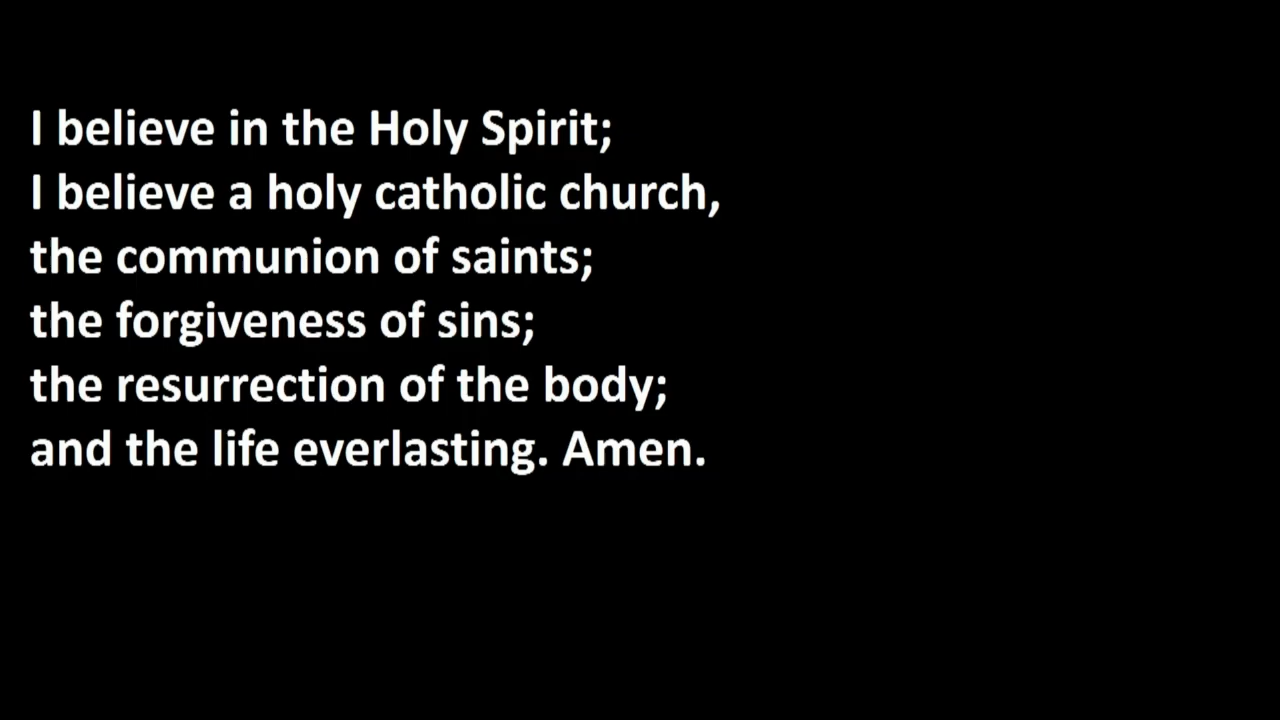 I believe in the Holy Spirit;
I believe a holy catholic church,
the communion of saints;
the forgiveness of sins;
the resurrection of the body;
and the life everlasting. Amen.